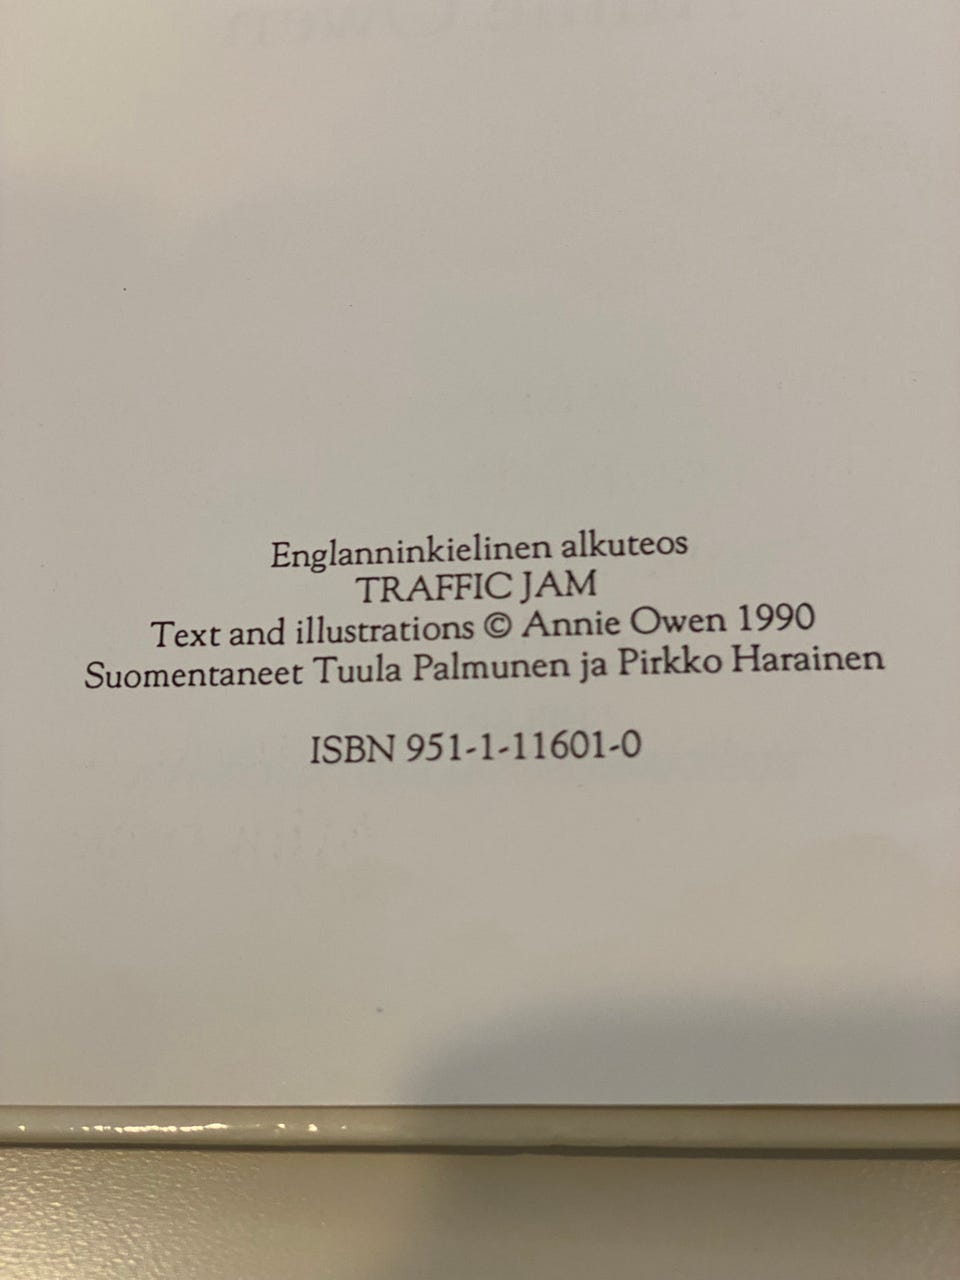 Englanninkielinen alkuteos
TRAFFIC JAM
Text and illustrations © Annie Owen 1990
Suomentaneet Tuula Palmunen ja Pirkko Harainen
ISBN 951-1-11601-0